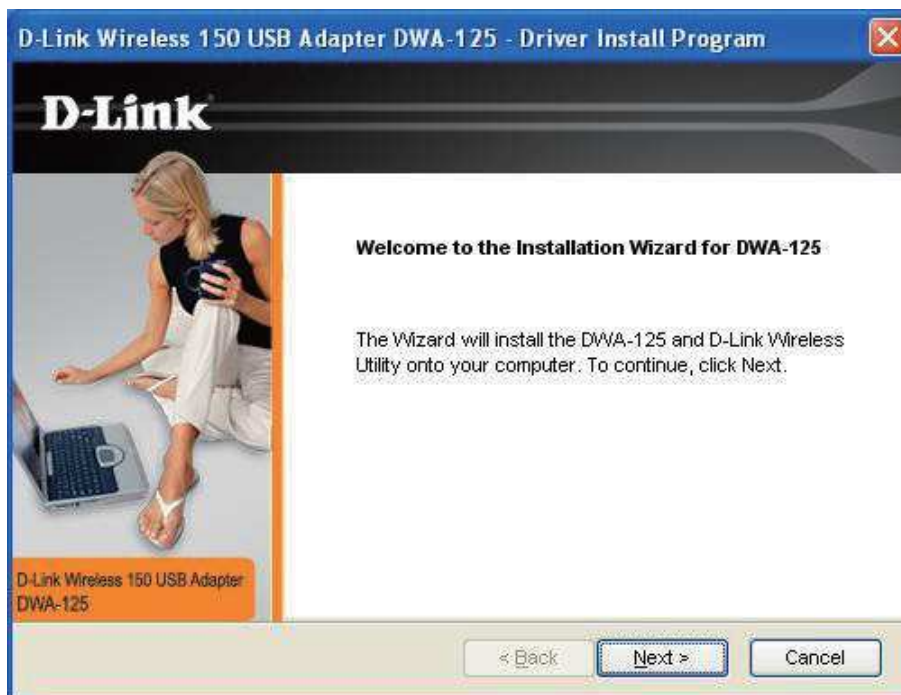 D-Link Wireless 150 USB Adapter DWA-125 - Driver Install Program
D-Link
Welcome to the Installation Wizard for DWA-125
The Wizard will install the DWA-125 and D-Link Wireless
Utility onto your computer. To continue, click Next.
D-Link Wireless 150 USB Adapter
DWA-125
< Back
Next >
Cancel